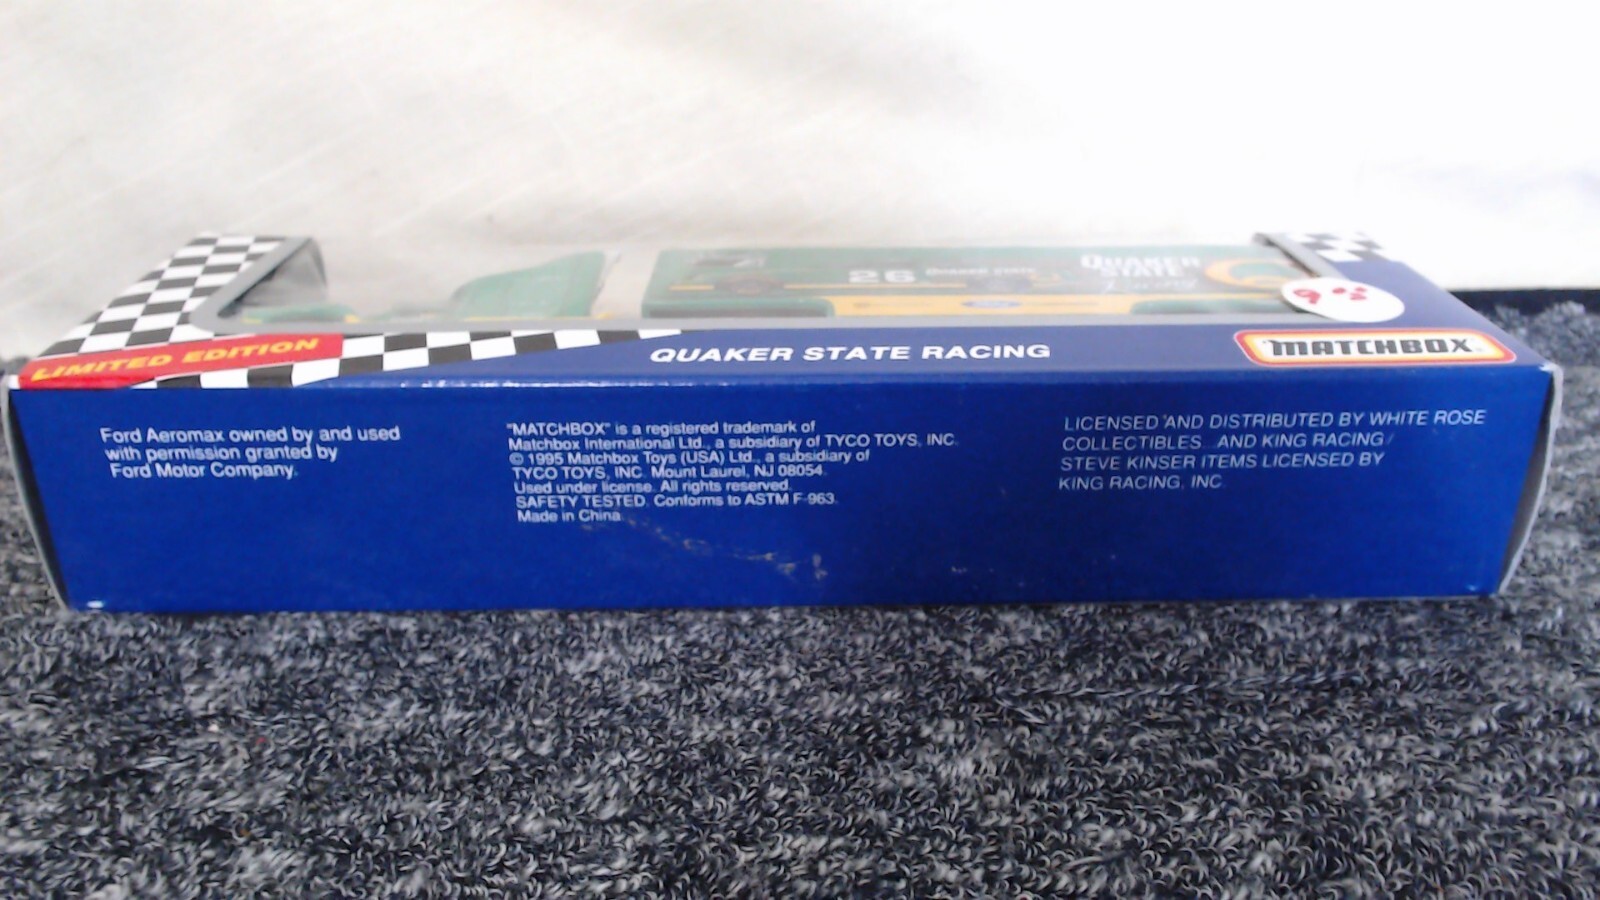 26
QUAKER STATE
QUAKER
STATE
Racing
LIMITED EDITION
QUAKER STATE RACING
MATCHBOX
Ford Aeromax owned by and used
with permission granted by
Ford Motor Company.
"MATCHBOX" is a registered trademark of
Matchbox International Ltd., a subsidiary of TYCO TOYS, INC.
© 1995 Matchbox Toys (USA) Ltd., a subsidiary of
TYCO TOYS, INC. Mount Laurel, NJ 08054.
Used under license. All rights reserved.
SAFETY TESTED. Conforms to ASTM F-963.
Made in China
LICENSED AND DISTRIBUTED BY WHITE ROSE
COLLECTIBLES AND KING RACING/
STEVE KINSER ITEMS LICENSED BY
KING RACING, INC.